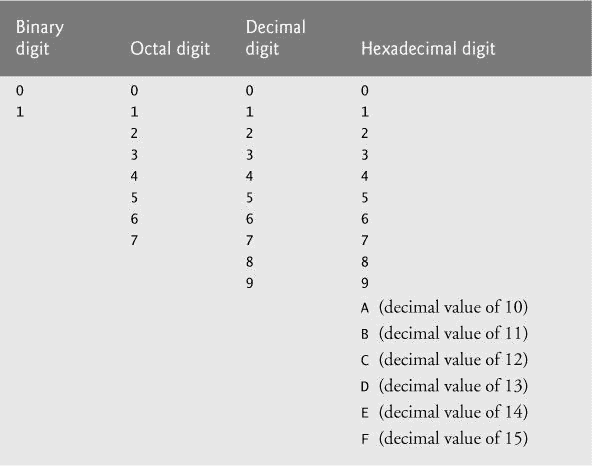 Binary digit Octal digit Decimal digit Hexadecimal digit
0 0 0 0
1 1 1 1
2 2 2
3 3 3
4 4 4
5 5 5
6 6 6
7 7 7
8 8
9 9
A (decimal value of 10)
B (decimal value of 11)
C (decimal value of 12)
D (decimal value of 13)
E (decimal value of 14)
F (decimal value of 15)